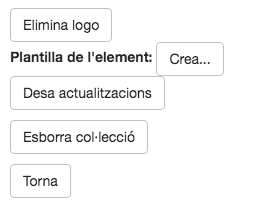 Elimina logo
Plantilla de l'element: Crea...
Desa actualitzacions
Esborra col·lecció
Torna